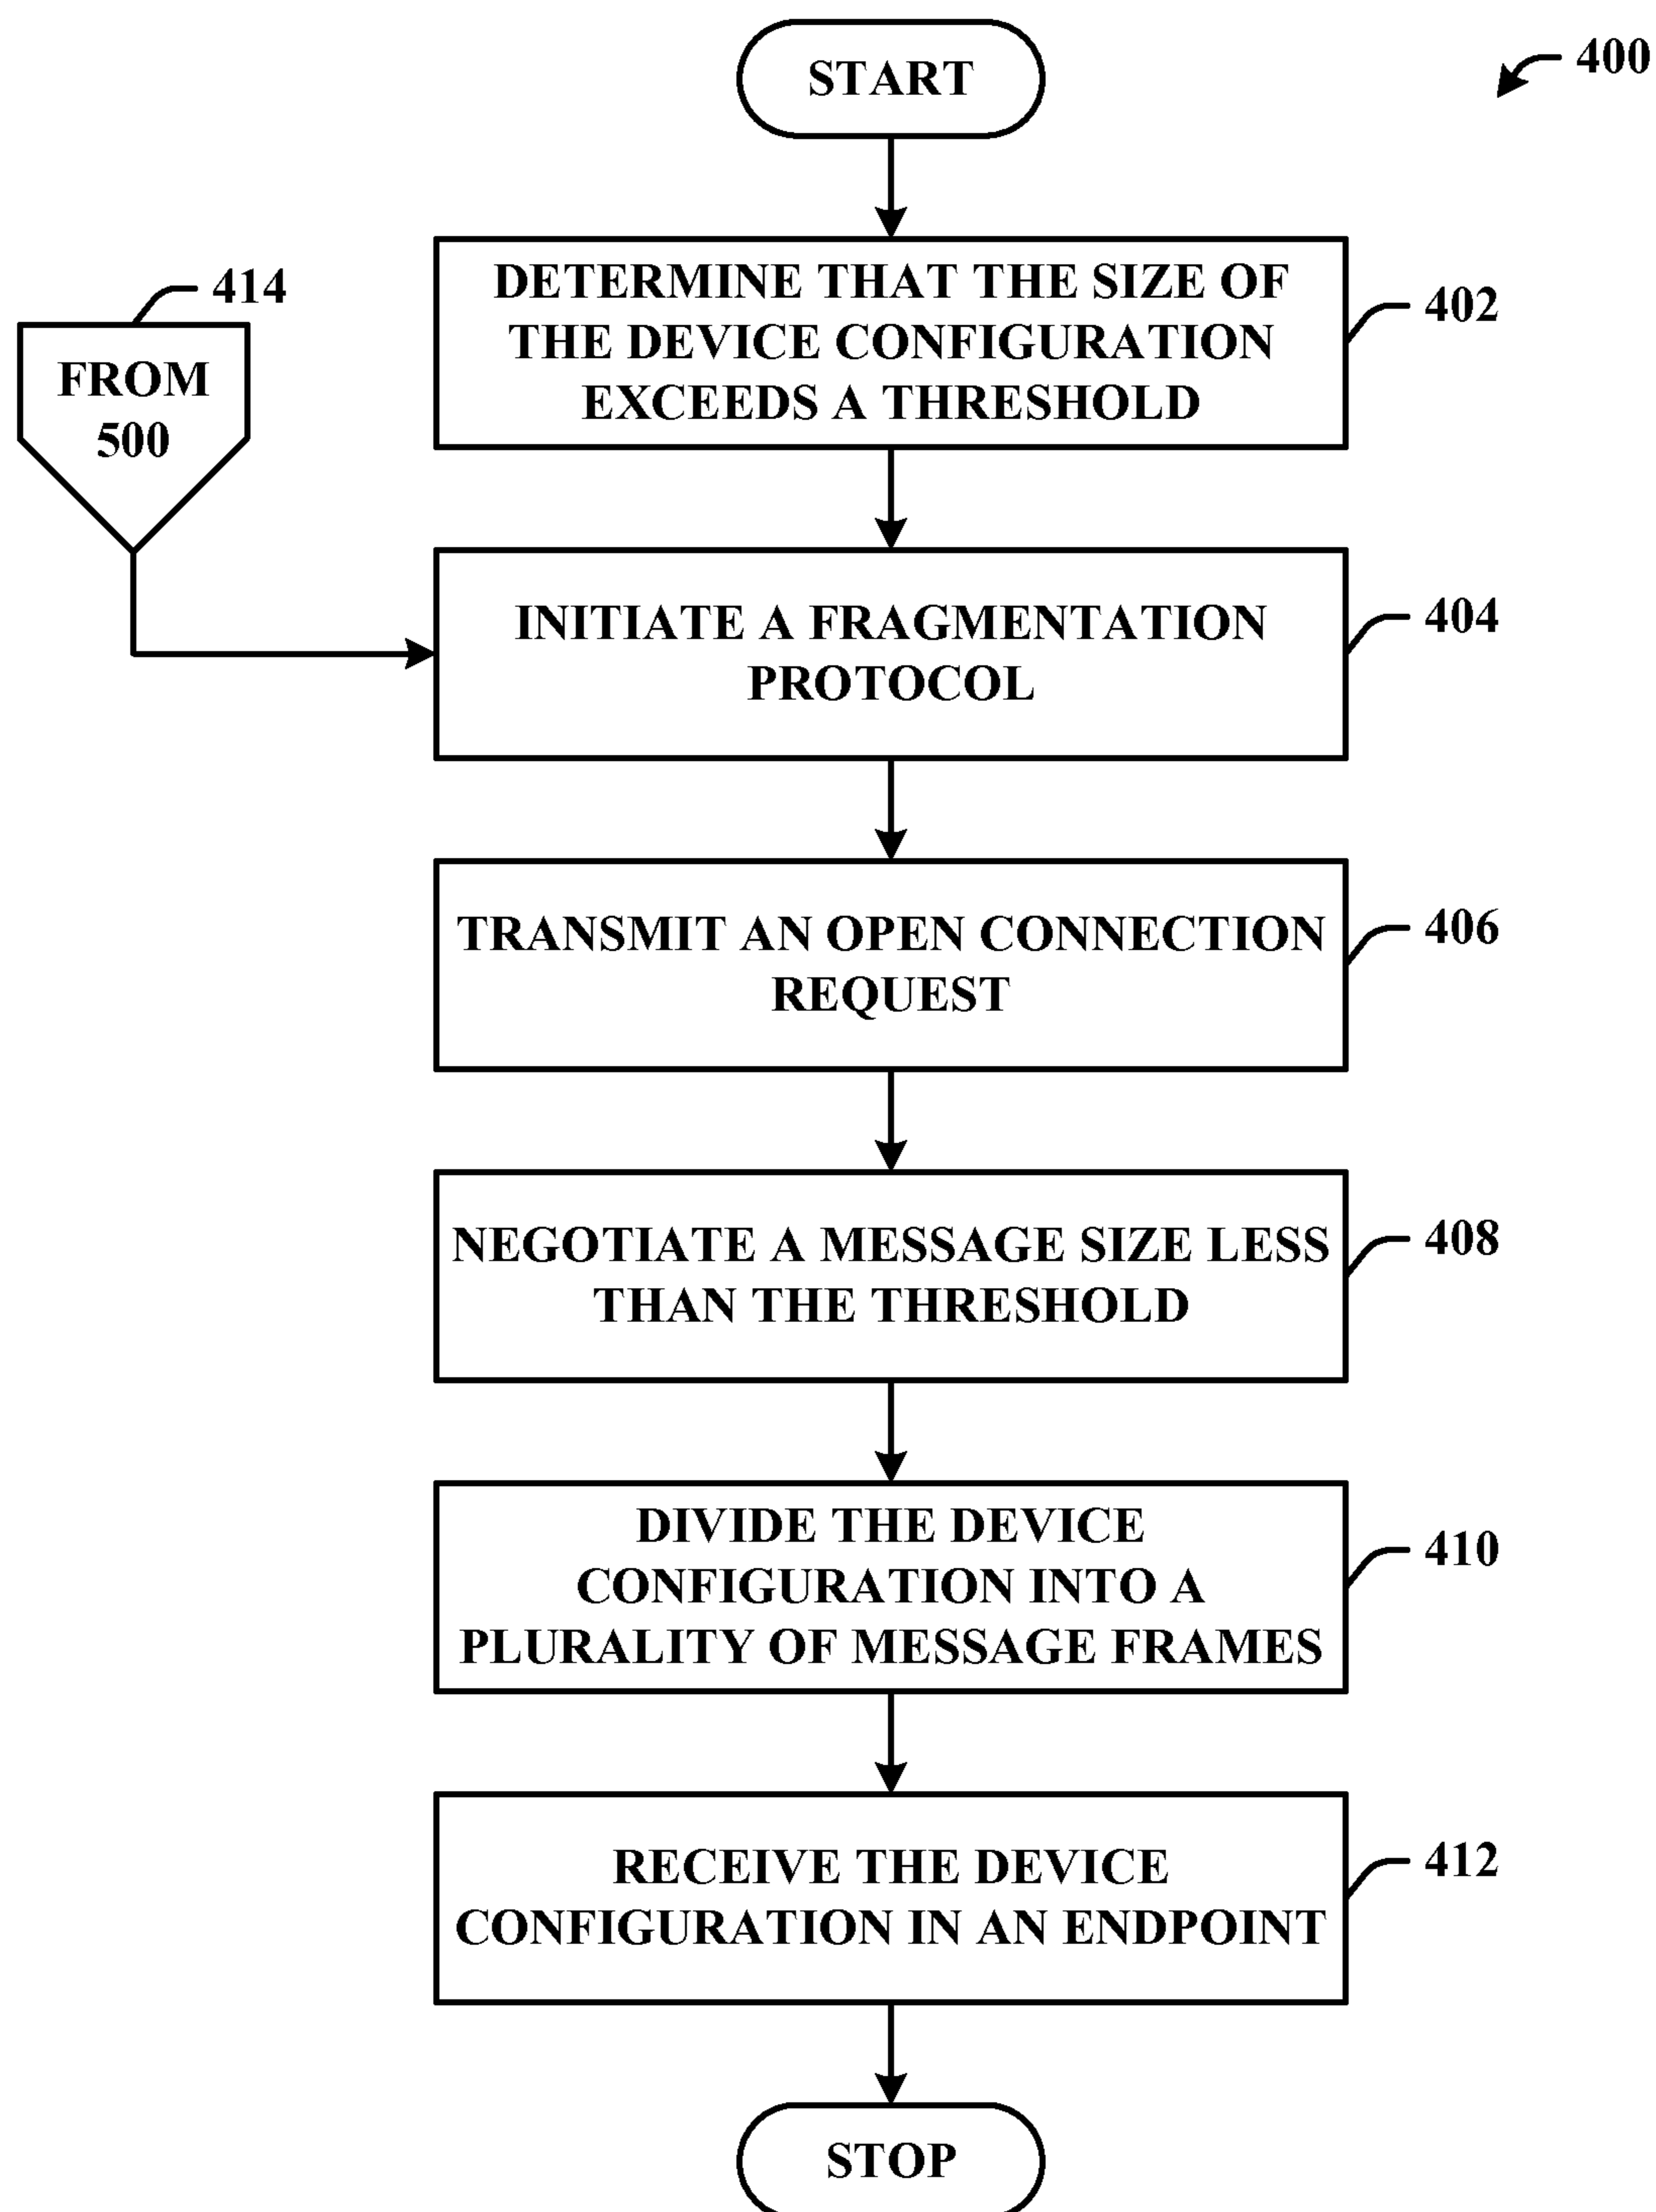 START
400
DETERMINE THAT THE SIZE OF
THE DEVICE CONFIGURATION
EXCEEDS A THRESHOLD
402
414
FROM
500
INITIATE A FRAGMENTATION
PROTOCOL
404
TRANSMIT AN OPEN CONNECTION
REQUEST
406
NEGOTIATE A MESSAGE SIZE LESS
THAN THE THRESHOLD
408
DIVIDE THE DEVICE
CONFIGURATION INTO A
PLURALITY OF MESSAGE FRAMES
410
RECEIVE THE DEVICE
CONFIGURATION IN AN ENDPOINT
412
STOP